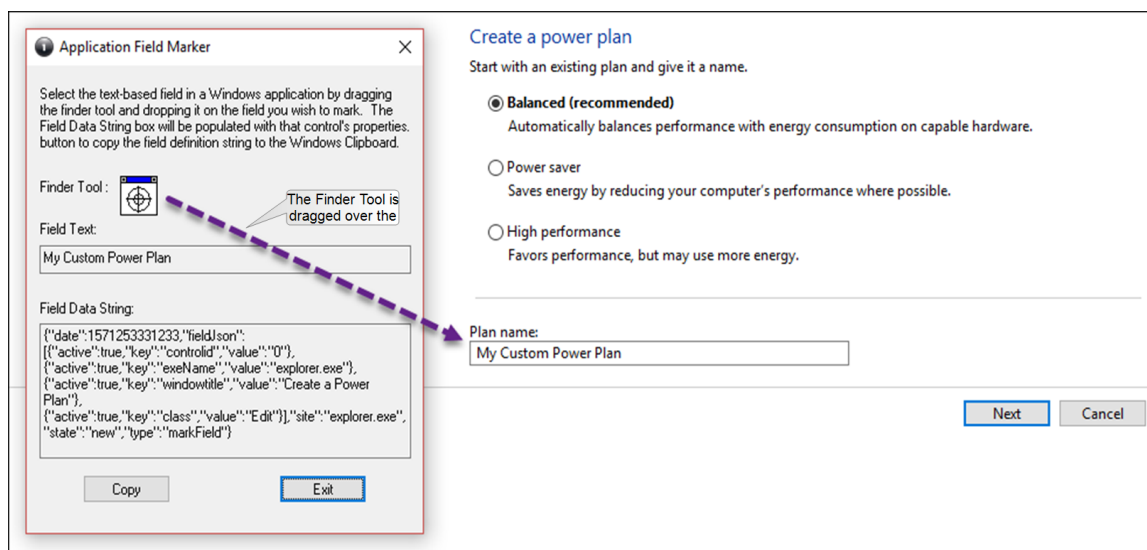 Application Field Marker
Select the text-based field in a Windows application by dragging
the finder tool and dropping it on the field you wish to mark. The
Field Data String box will be populated with that control's properties.
button to copy the field definition string to the Windows Clipboard.
Finder Tool :
The Finder Tool is
dragged over the
Field Text:
My Custom Power Plan
Field Data String:
{"date":1571253331233,"fieldJson":
[{"active":true,"key":"controlid","value":"0"},
{"active":true,"key":"exeName","value":"explorer.exe"},
{"active":true,"key":"windowtitle","value":"Create a Power
Plan"},
{"active":true,"key":"class","value":"Edit"}],"site":"explorer.exe",
"state":"new","type":"markField"}
Copy
Exit
Create a power plan
Start with an existing plan and give it a name.
Balanced (recommended)
Automatically balances performance with energy consumption on capable hardware.
Power saver
Saves energy by reducing your computer's performance where possible.
High performance
Favors performance, but may use more energy.
Plan name:
My Custom Power Plan
Next
Cancel